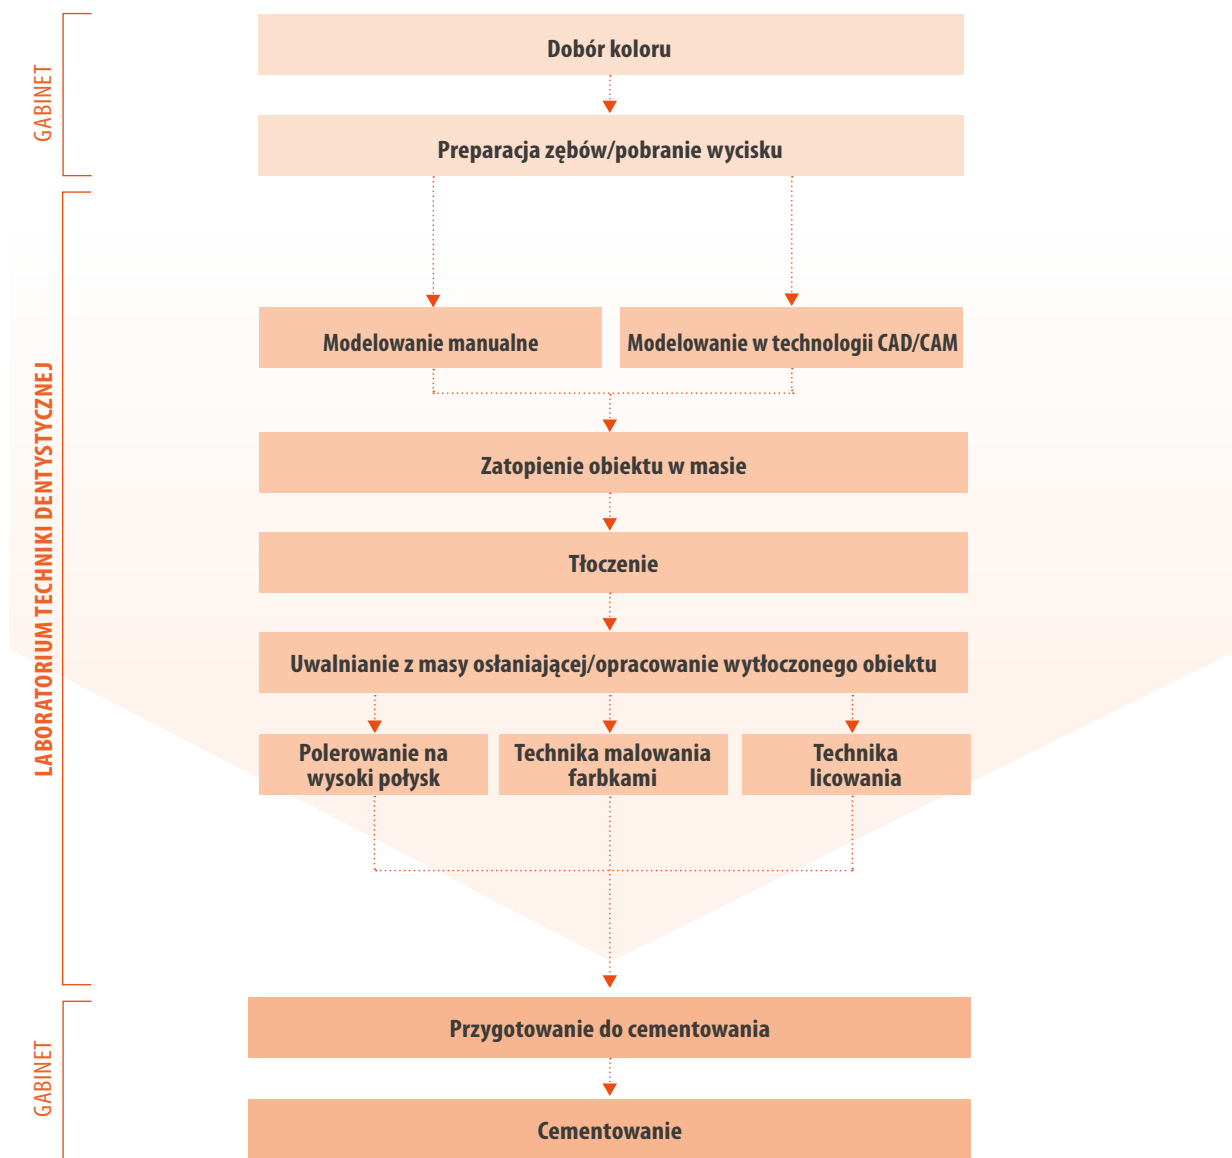 GABINET
Dobór koloru
Preparacja zębów/pobranie wycisku
LABORATORIUM TECHNIKI DENTYSTYCZNEJ
Modelowanie manualne
Modelowanie w technologii CAD/CAM
Zatopienie obiektu w masie
Tłoczenie
Uwalnianie z masy osłaniającej/opracowanie wytłoczonego obiektu
Polerowanie na
wysoki połysk
Technika malowania
farbkami
Technika
licowania
GABINET
Przygotowanie do cementowania
Cementowanie